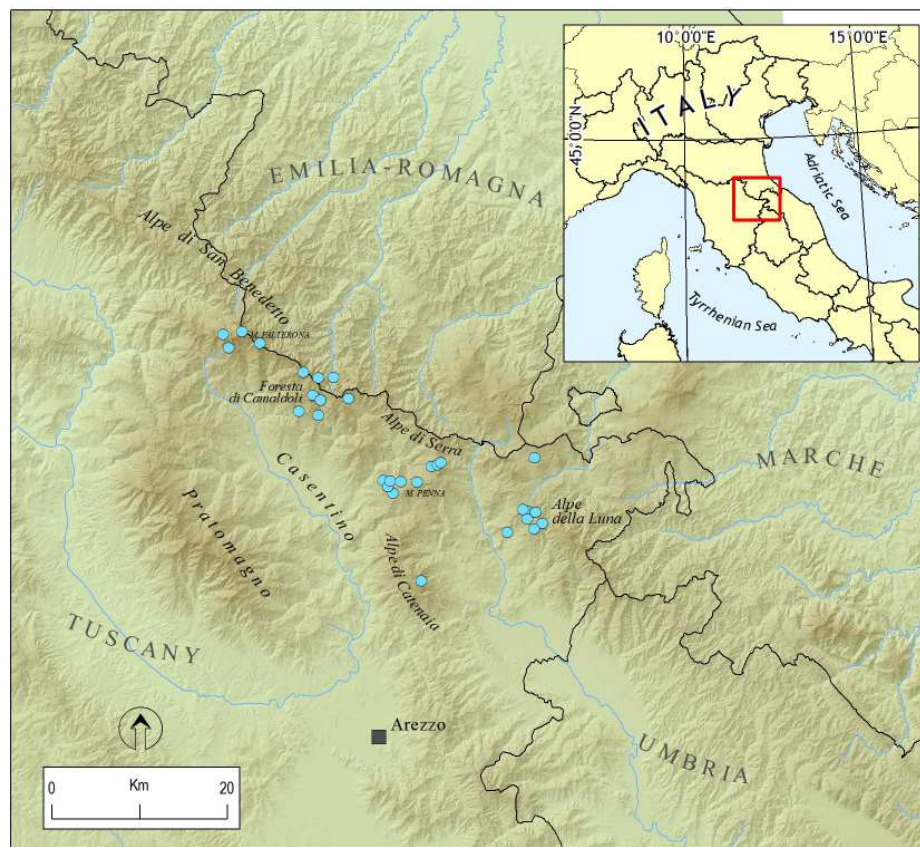 10°0'0"E
15°0'0"E
ITALY
45°0'0"N
Adriatic Sea
Tyrrhenian Sea
EMILIA-ROMAGNA
Alpe di San Benedetto
M. FALTERONA
Foresta
di Camaldoli
Alpe di Serra
MARCHE
Casentino
M. PENNA
Alpe
della Luna
Pratomagno
Alpe di Catenaia
TUSCANY
Arezzo
UMBRIA
0
Km
20